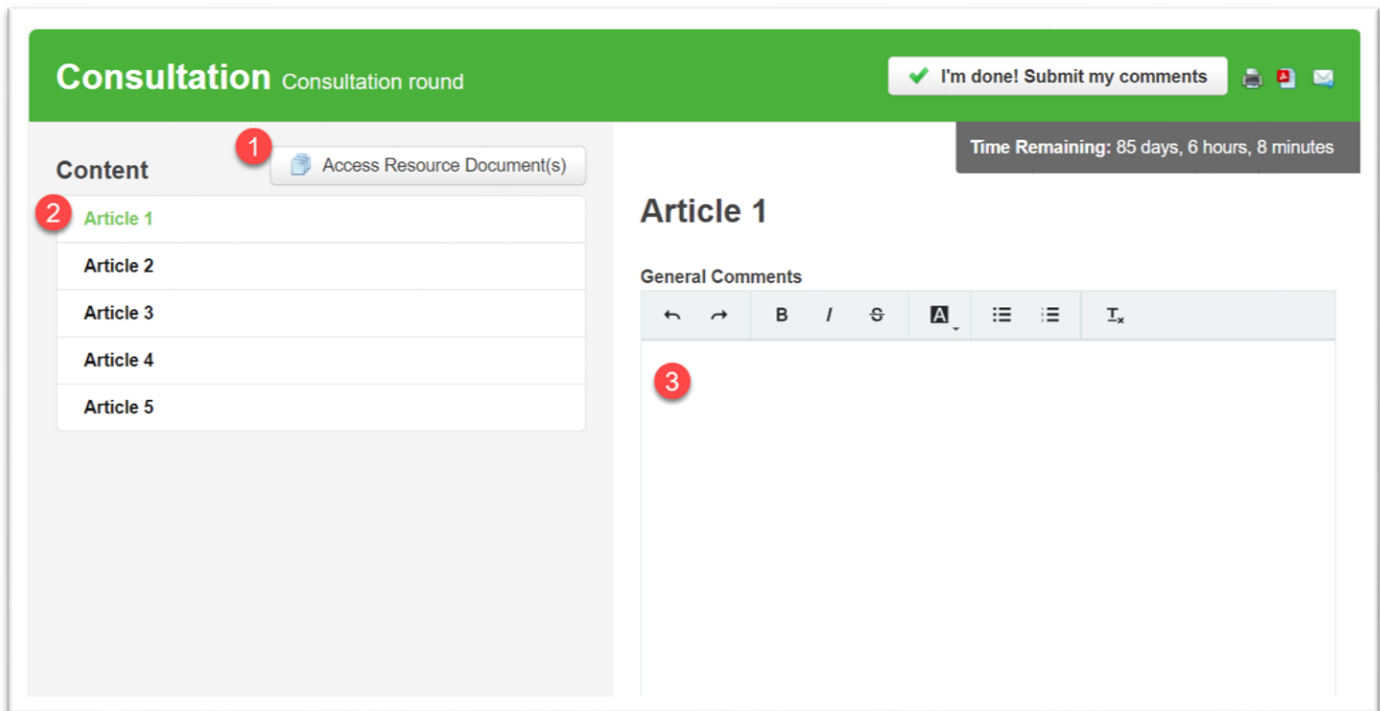 Consultation Consultation round
I'm done! Submit my comments
Time Remaining: 85 days, 6 hours, 8 minutes
Content
1
Access Resource Document(s)
2
Article 1
Article 2
Article 3
Article 4
Article 5
Article 1
General Comments
B I S A T
3